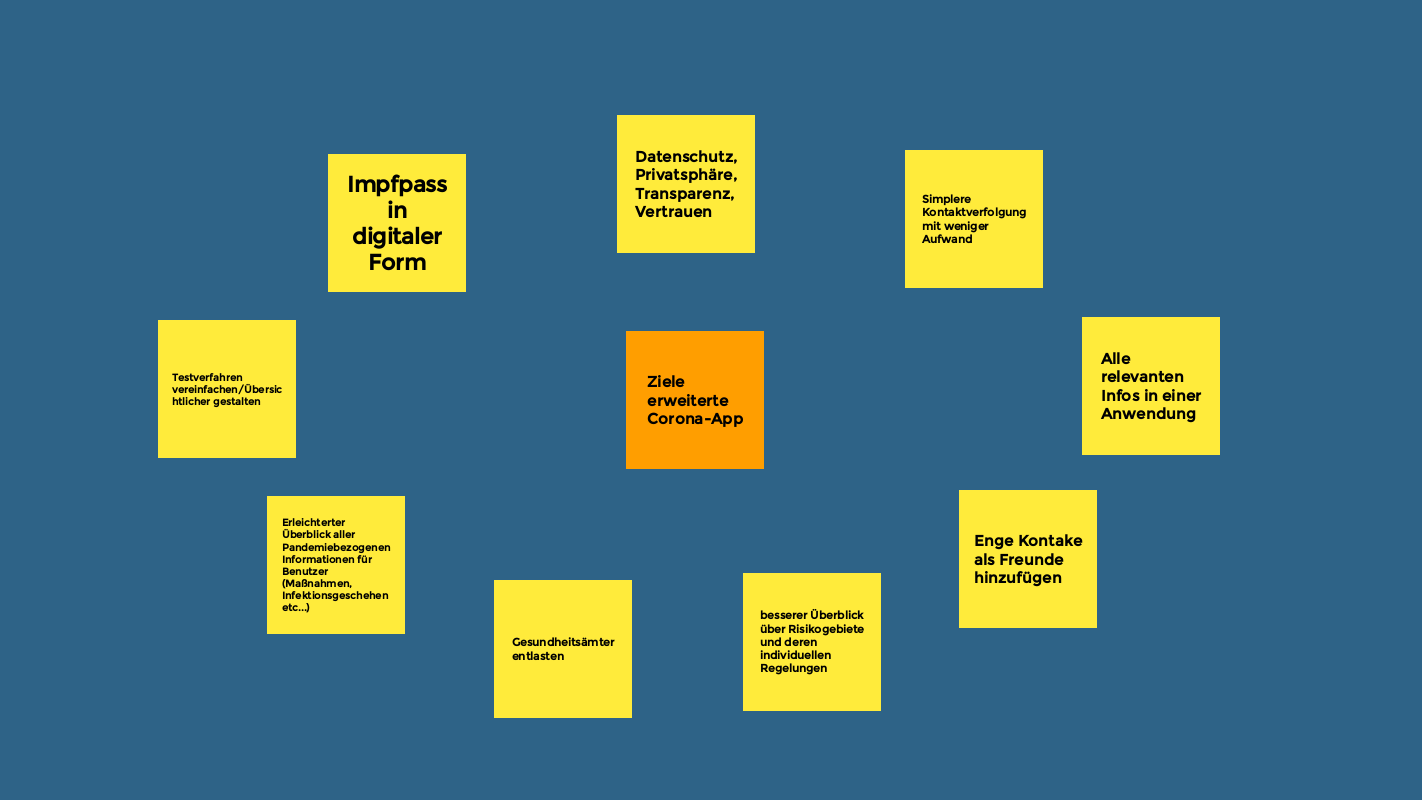 Impfpass
in
digitaler
Form
Datenschutz,
Privatsphäre,
Transparenz,
Vertrauen
Simplere
Kontaktverfolgung
mit weniger
Aufwand
Testverfahren
vereinfachen/Übersic
htlicher gestalten
Ziele
erweiterte
Corona-App
Alle
relevanten
Infos in einer
Anwendung
Erleichterter
Überblick aller
Pandemiebezogenen
Informationen für
Benutzer
(Maßnahmen,
Infektionsgeschehen
etc...)
Gesundheitsämter
entlasten
besserer Überblick
über Risikogebiete
und deren
individuellen
Regelungen
Enge Kontake
als Freunde
hinzufügen